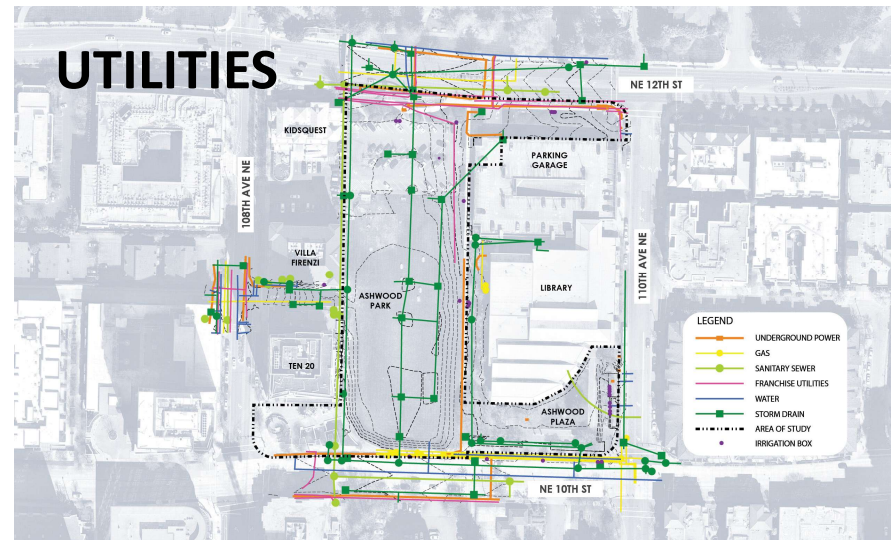 UTILITIES
NE 12TH ST
KIDSQUEST
PARKING
GARAGE
108TH AVE NE
VILLA
FIRENZI
110TH AVE NE
LIBRARY
ASHWOOD
PARK
LEGEND
UNDERGROUND POWER
GAS
SANITARY SEWER
FRANCHISE UTILITIES
WATER
STORM DRAIN
AREA OF STUDY
IRRIGATION BOX
TEN 20
ASHWOOD
PLAZA
NE 10TH ST